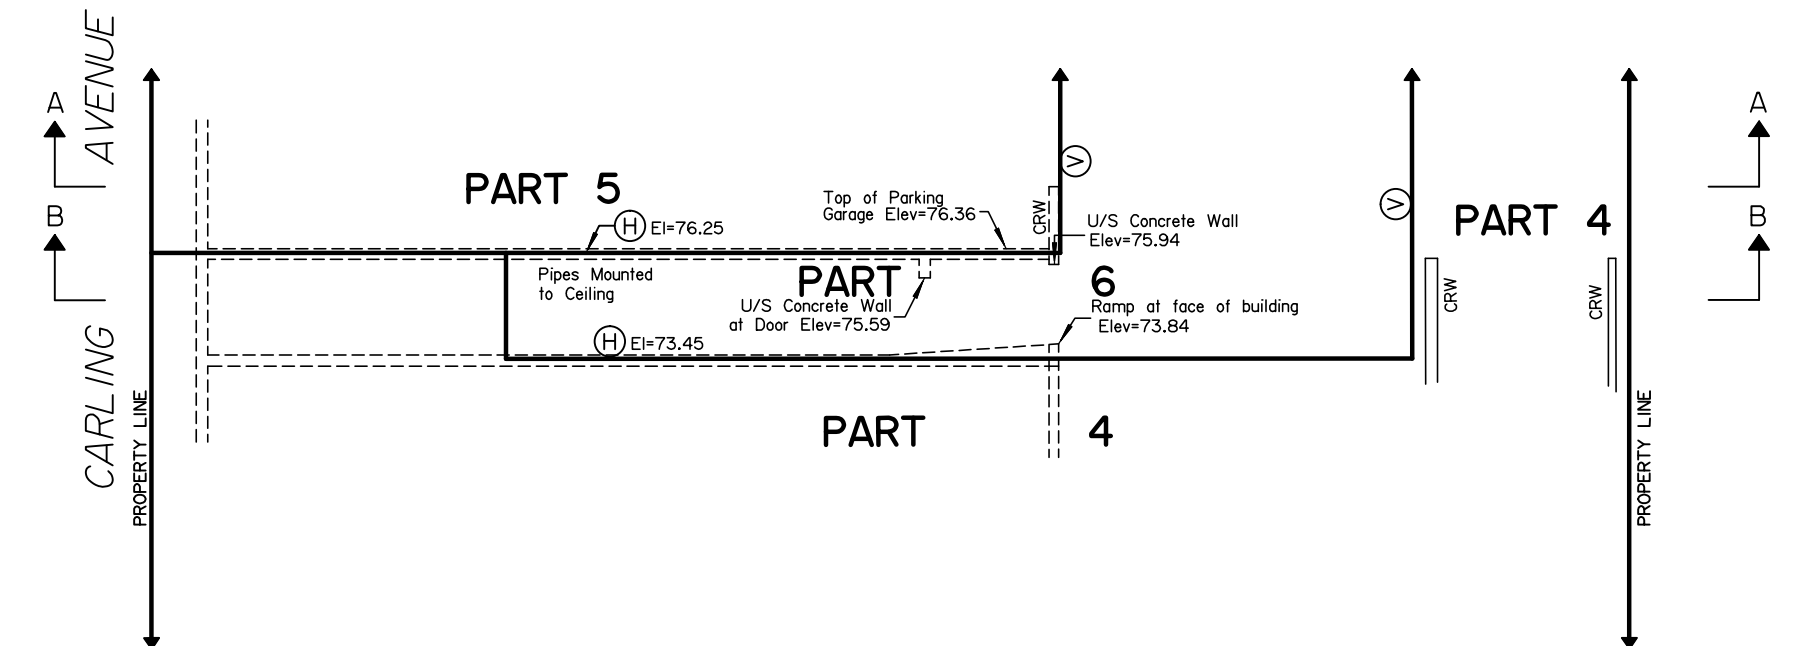 CARLING AVENUE
A
B
PROPERTY LINE
PART 5
H El=76.25
Top of Parking
Garage Elev=76.36
CRW
V
U/S Concrete Wall
Elev=75.94
V
PART 4
A
B
Pipes Mounted
to Ceiling
PART 6
U/S Concrete Wall
at Door Elev=75.59
Ramp at face of building
Elev=73.84
H El=73.45
CRW
CRW
PART 4
PROPERTY LINE